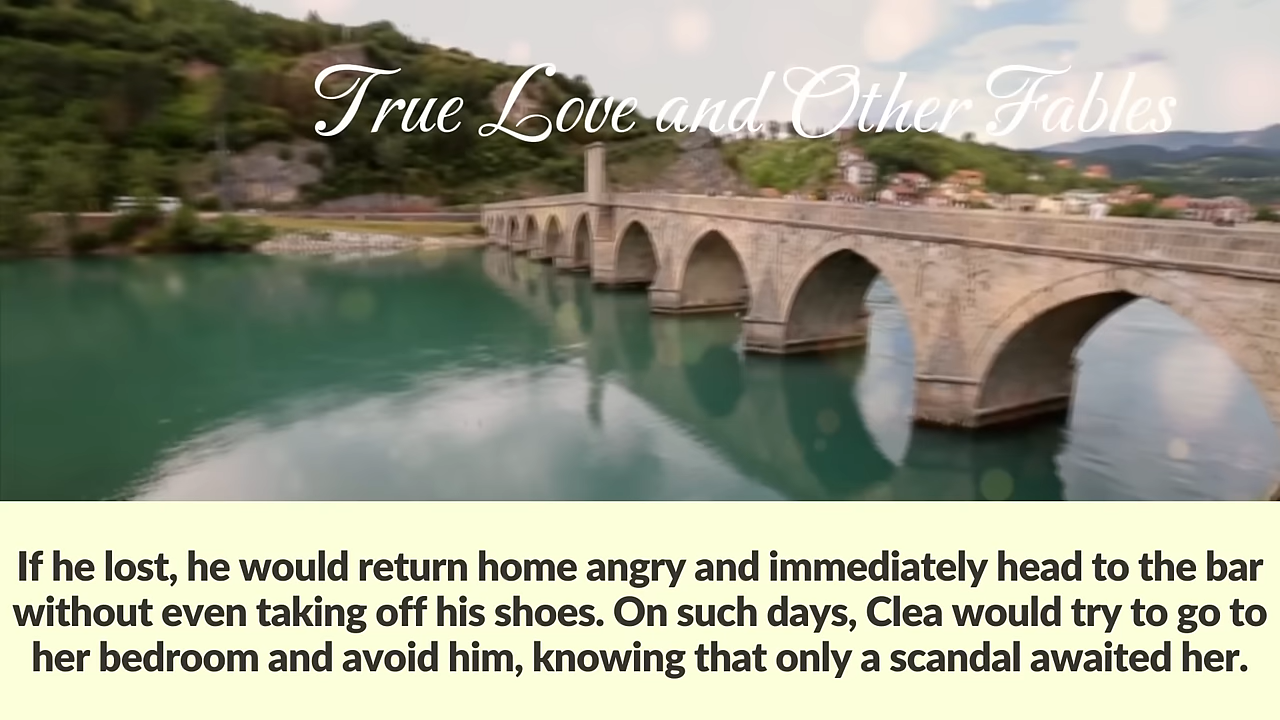 True Love and Other Fables
If he lost, he would return home angry and immediately head to the bar
without even taking off his shoes. On such days, Clea would try to go to
her bedroom and avoid him, knowing that only a scandal awaited her.